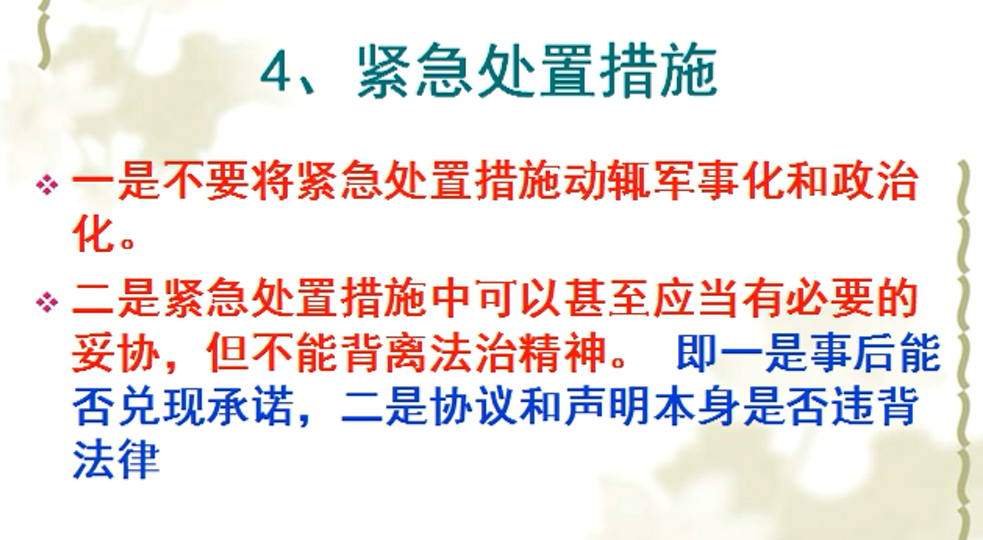 4、紧急处置措施
一是不要将紧急处置措施动辄军事化和政治
化。
二是紧急处置措施中可以甚至应当有必要的
妥协，但不能背离法治精神。 即一是事后能
否兑现承诺，二是协议和声明本身是否违背
法律